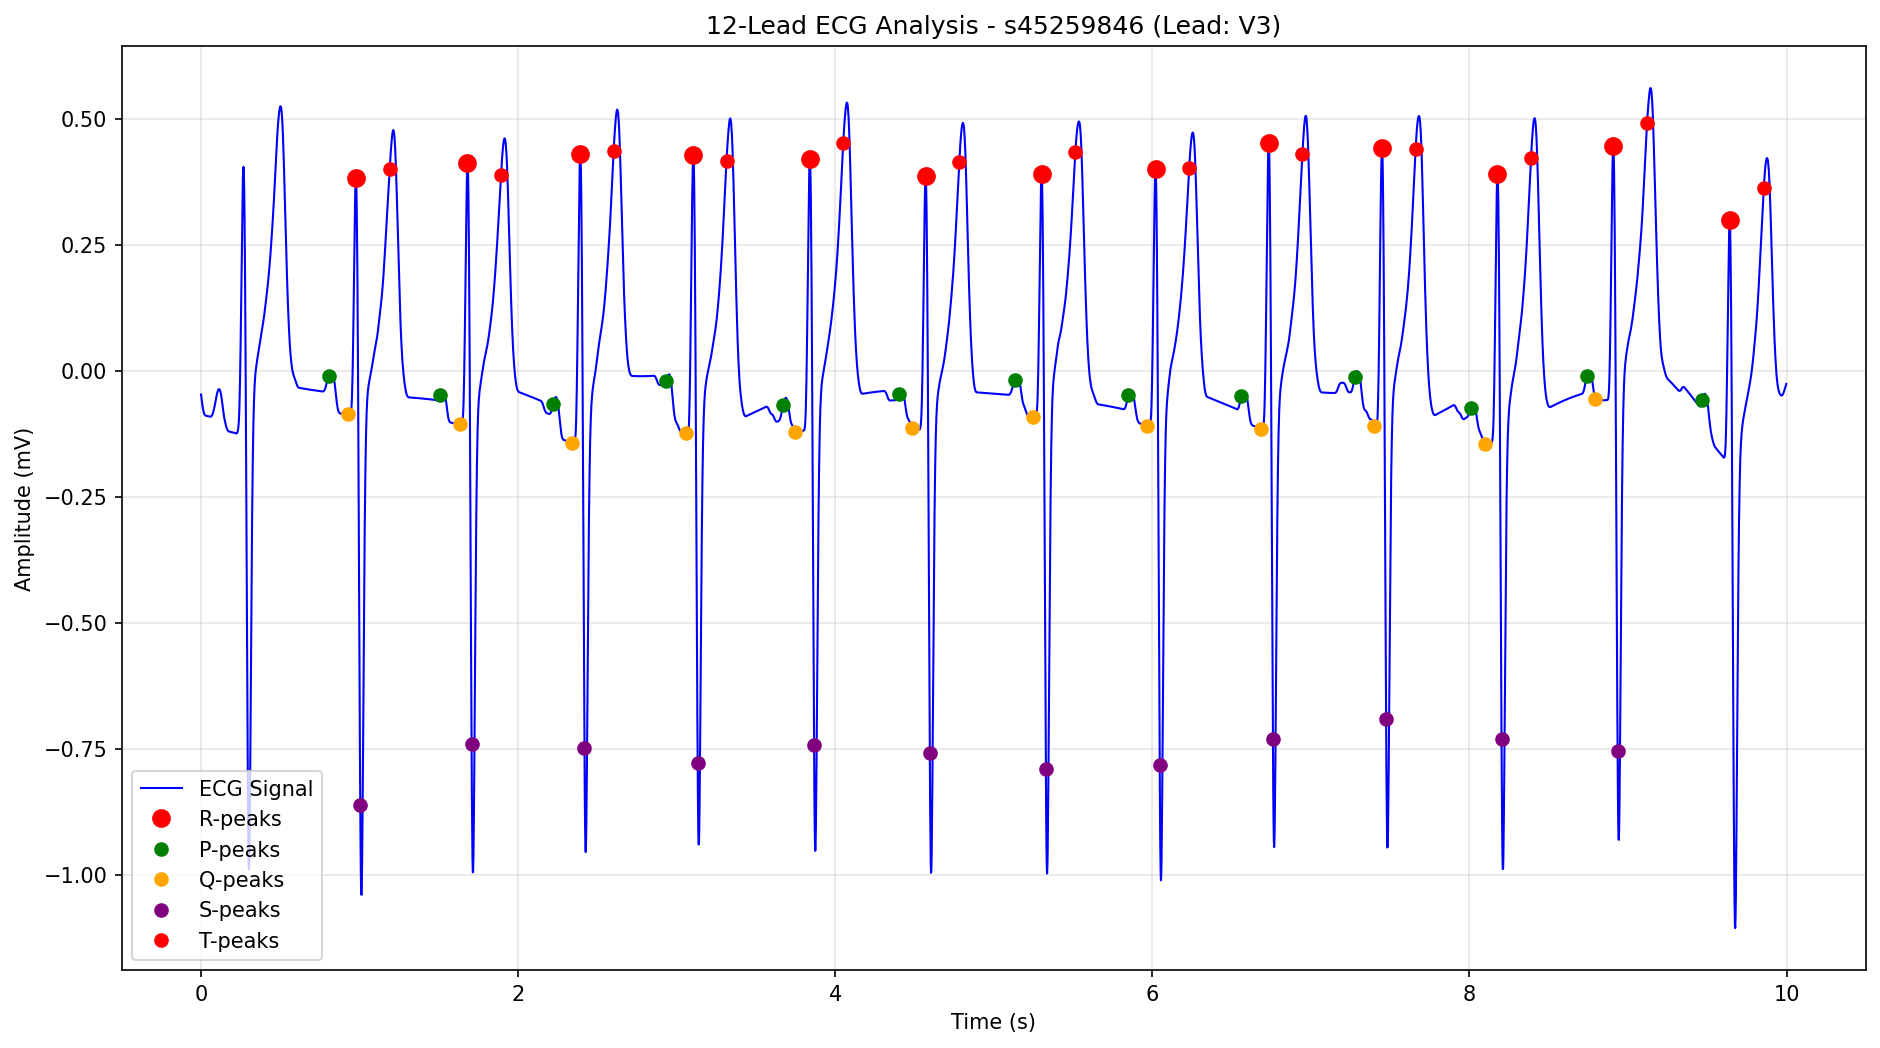 12-Lead ECG Analysis - s45259846 (Lead: V3)
Amplitude (mV)
0.50
0.25
0.00
−0.25
−0.50
−0.75
−1.00
ECG Signal
R-peaks
P-peaks
Q-peaks
S-peaks
T-peaks
0 2 4 6 8 10
Time (s)